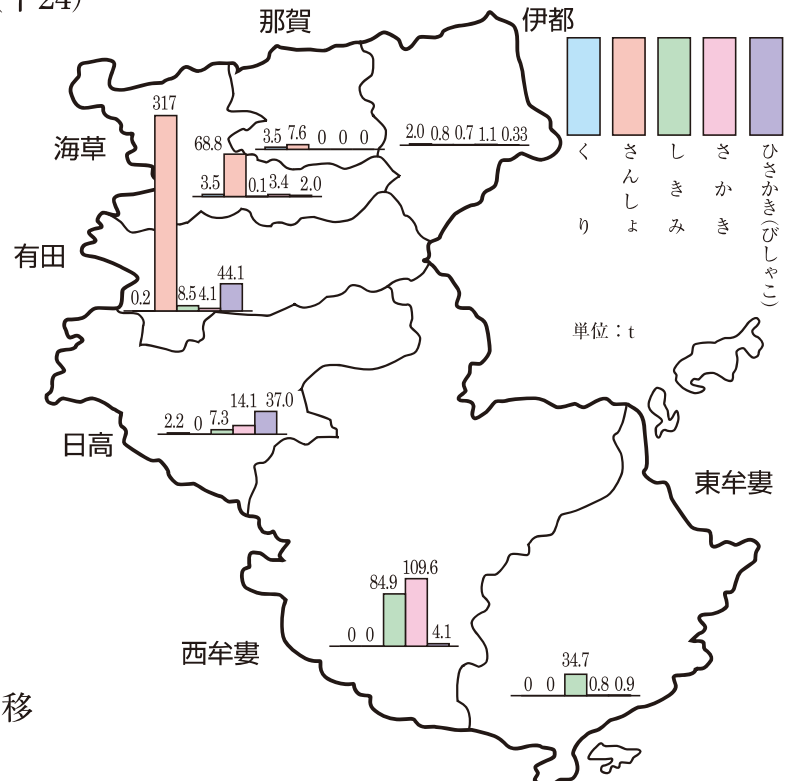 平24)
那賀
伊都
海草
有田
日高
西牟婁
東牟婁
くり
さんしょ
しきみ
さかき
ひさかき(びしゃこ)
単位：t
3.5 7.6 0 0 0
2.0 0.8 0.7 1.1 0.33
68.8
3.5 0.1 3.4 2.0
317
0.2 8.5 4.1 44.1
2.2 0 7.3 14.1 37.0
0 0 84.9 109.6 4.1
0 0 34.7 0.8 0.9
移